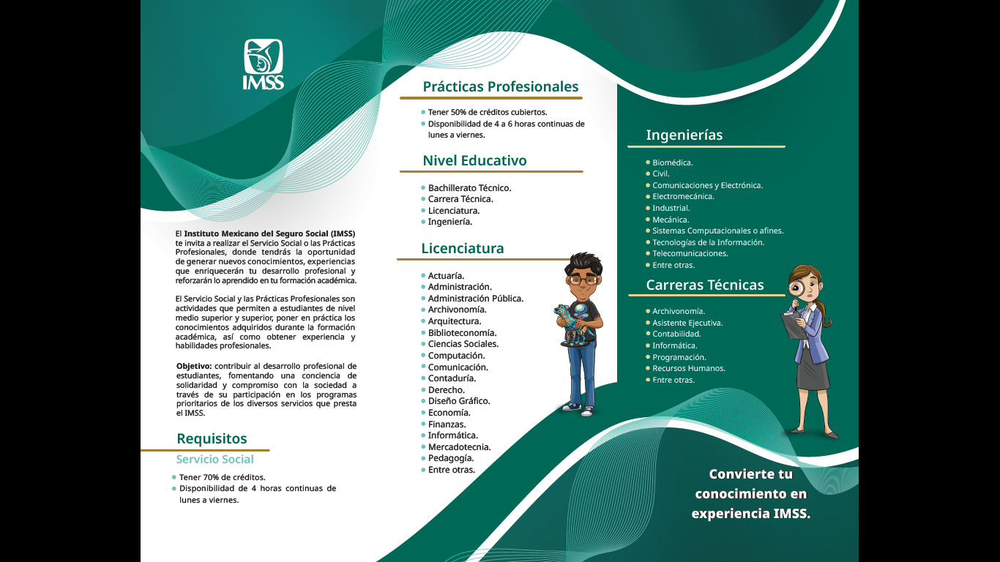 IMSS
El Instituto Mexicano del Seguro Social (IMSS)
te invita a realizar el Servicio Social o las Prácticas
Profesionales, donde tendrás la oportunidad
de generar nuevos conocimientos, experiencias
que enriquecerán tu desarrollo profesional y
reforzarán lo aprendido en tu formación académica.
El Servicio Social y las Prácticas Profesionales son
actividades que permiten a estudiantes de nivel
medio superior y superior, poner en práctica los
conocimientos adquiridos durante la formación
académica, así como obtener experiencia y
habilidades profesionales.
Objetivo: contribuir al desarrollo profesional de
estudiantes, fomentando una conciencia de
solidaridad y compromiso con la sociedad a
través de su participación en los programas
prioritarios de los diversos servicios que presta
el IMSS.
Requisitos
Servicio Social
Tener 70% de créditos.
Disponibilidad de 4 horas continuas de
lunes a viernes.
Prácticas Profesionales
Tener 50% de créditos cubiertos.
Disponibilidad de 4 a 6 horas continuas de
lunes a viernes.
Nivel Educativo
Bachillerato Técnico.
Carrera Técnica.
Licenciatura.
Ingeniería.
Licenciatura
Actuaría.
Administración.
Administración Pública.
Archivonomía.
Arquitectura.
Biblioteconomía.
Ciencias Sociales.
Computación.
Comunicación.
Contaduría.
Derecho.
Diseño Gráfico.
Economía.
Finanzas.
Informática.
Mercadotecnia.
Pedagogía.
Entre otras.
Ingenierías
Biomédica.
Civil.
Comunicaciones y Electrónica.
Electromecánica.
Industrial.
Mecánica.
Sistemas Computacionales o afines.
Tecnologías de la Información.
Telecomunicaciones.
Entre otras.
Carreras Técnicas
Archivonomía.
Asistente Ejecutiva.
Contabilidad.
Informática.
Programación.
Recursos Humanos.
Entre otras.
Convierte tu
conocimiento en
experiencia IMSS.